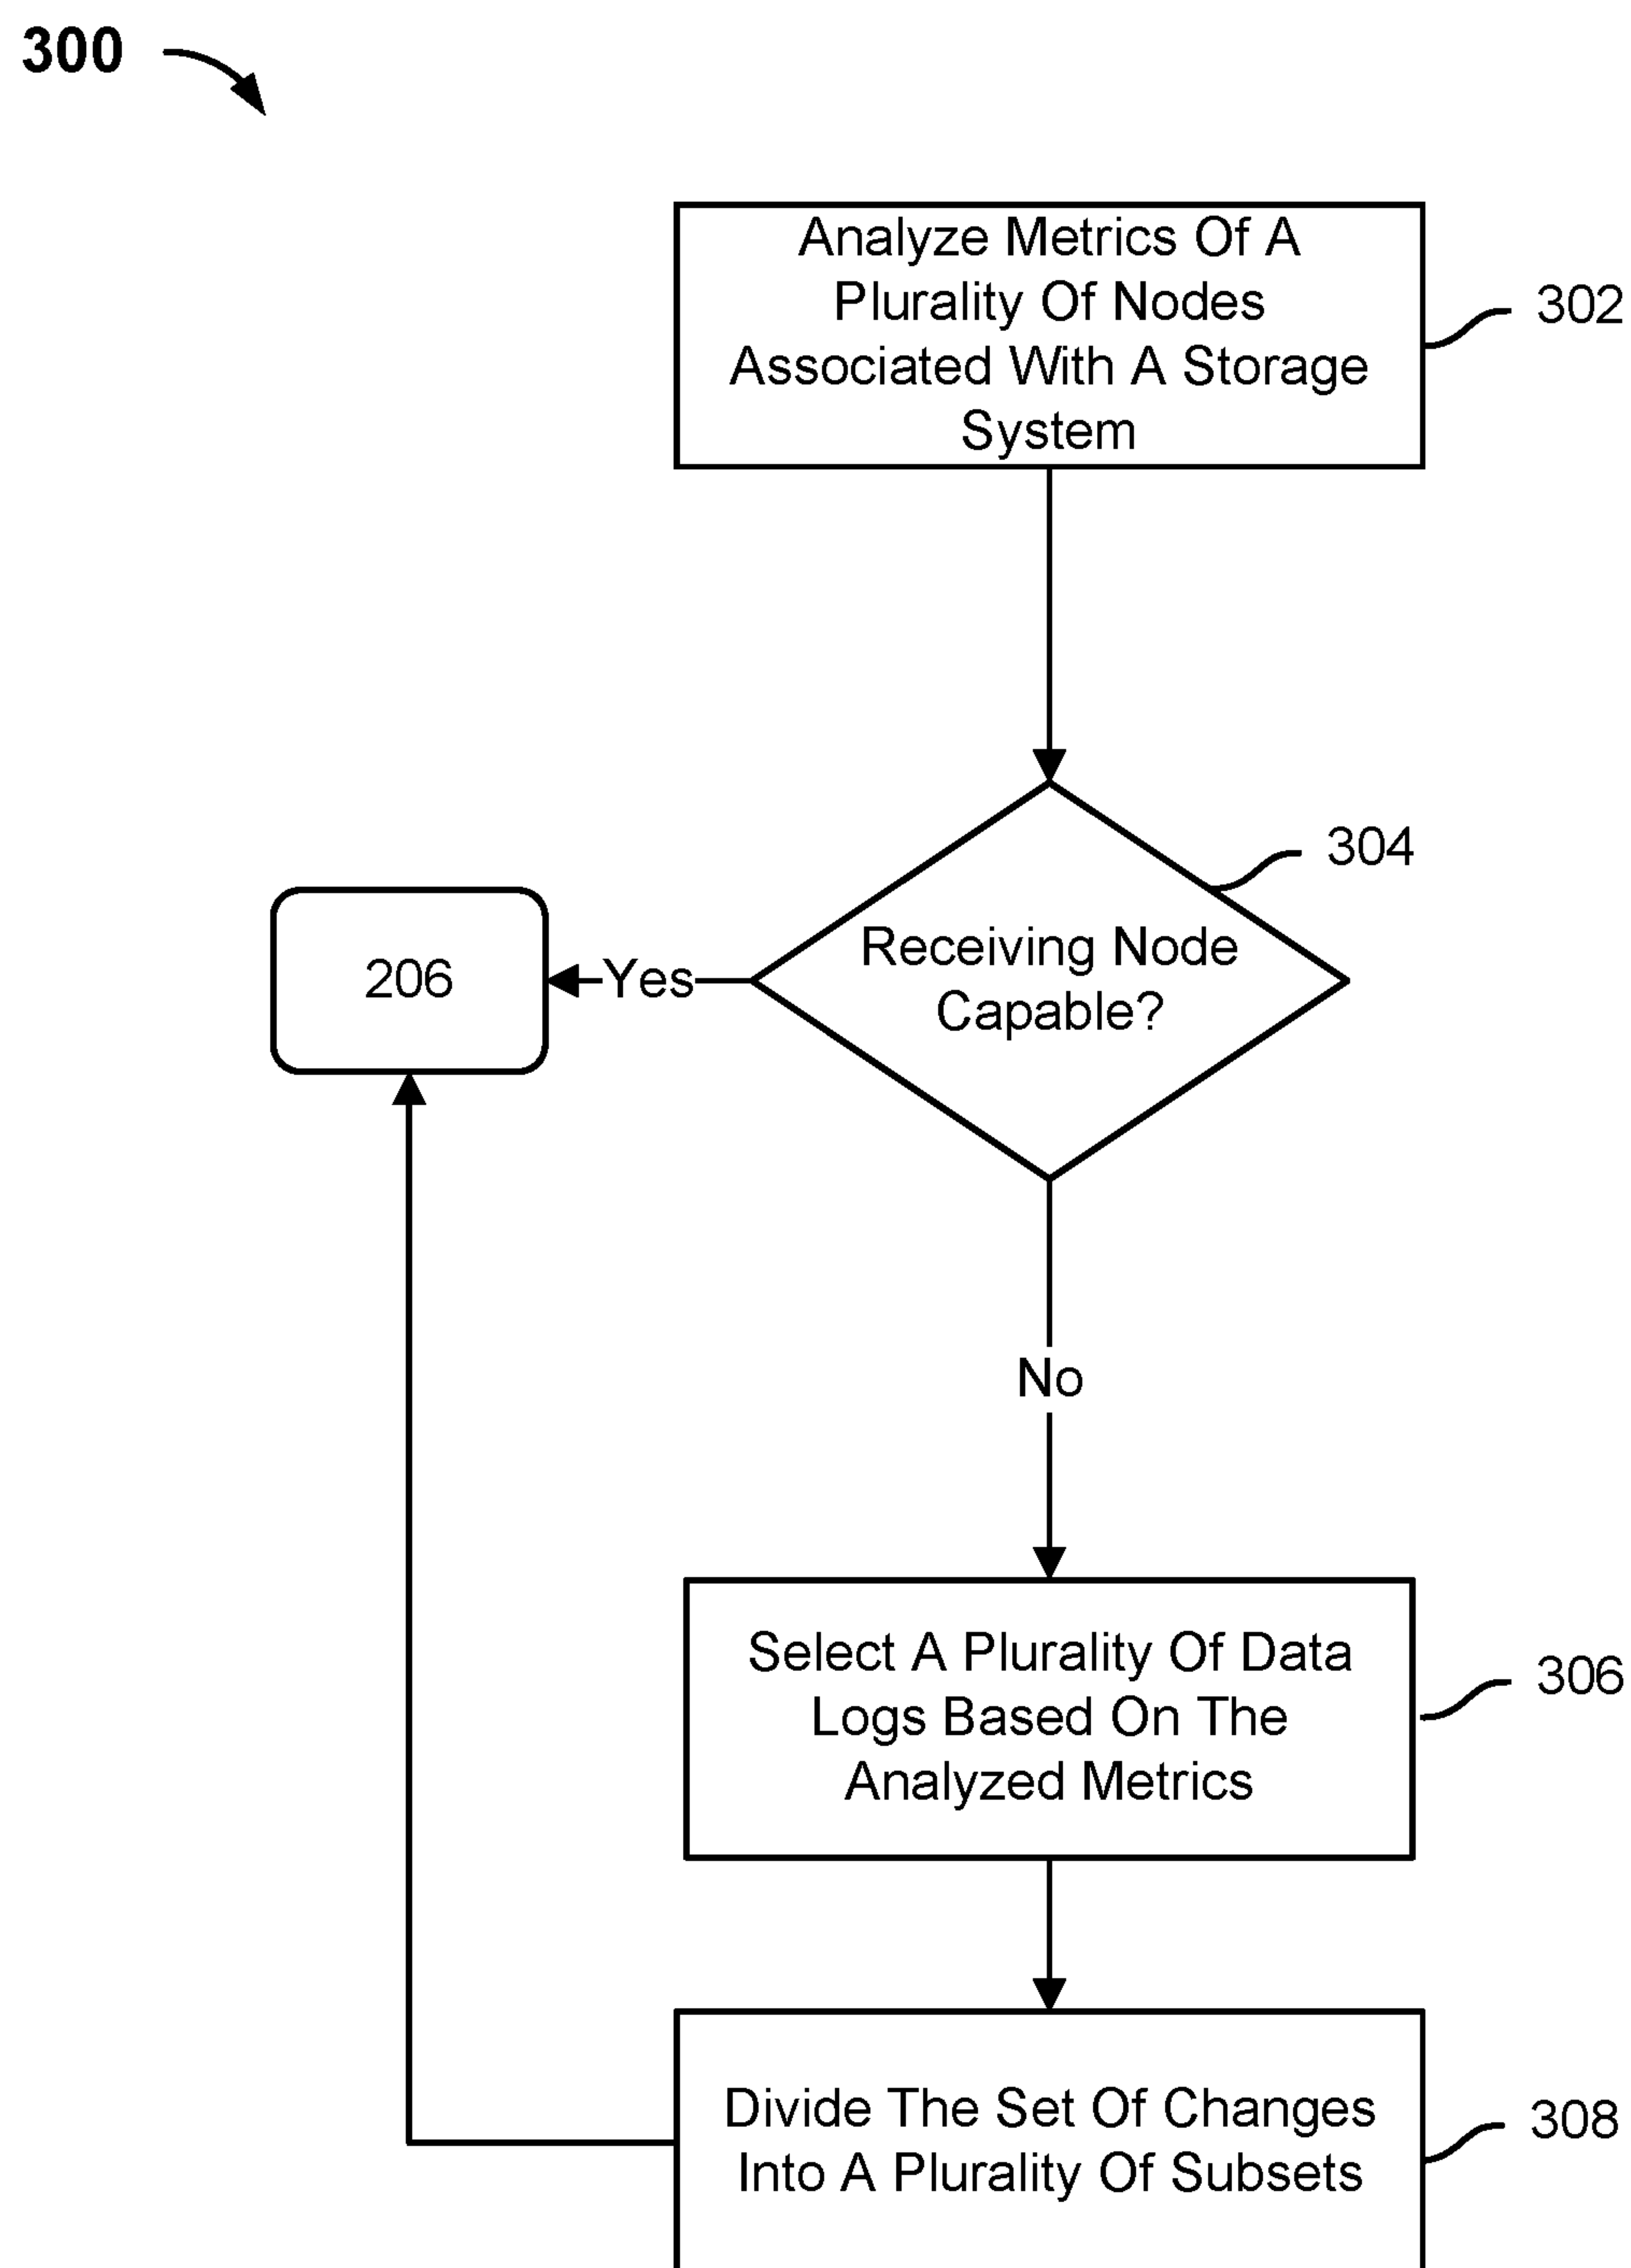 300
Analyze Metrics Of A
Plurality Of Nodes
Associated With A Storage
System
302
304
Receiving Node
Capable?
206
Yes
No
Select A Plurality Of Data
Logs Based On The
Analyzed Metrics
306
Divide The Set Of Changes
Into A Plurality Of Subsets
308